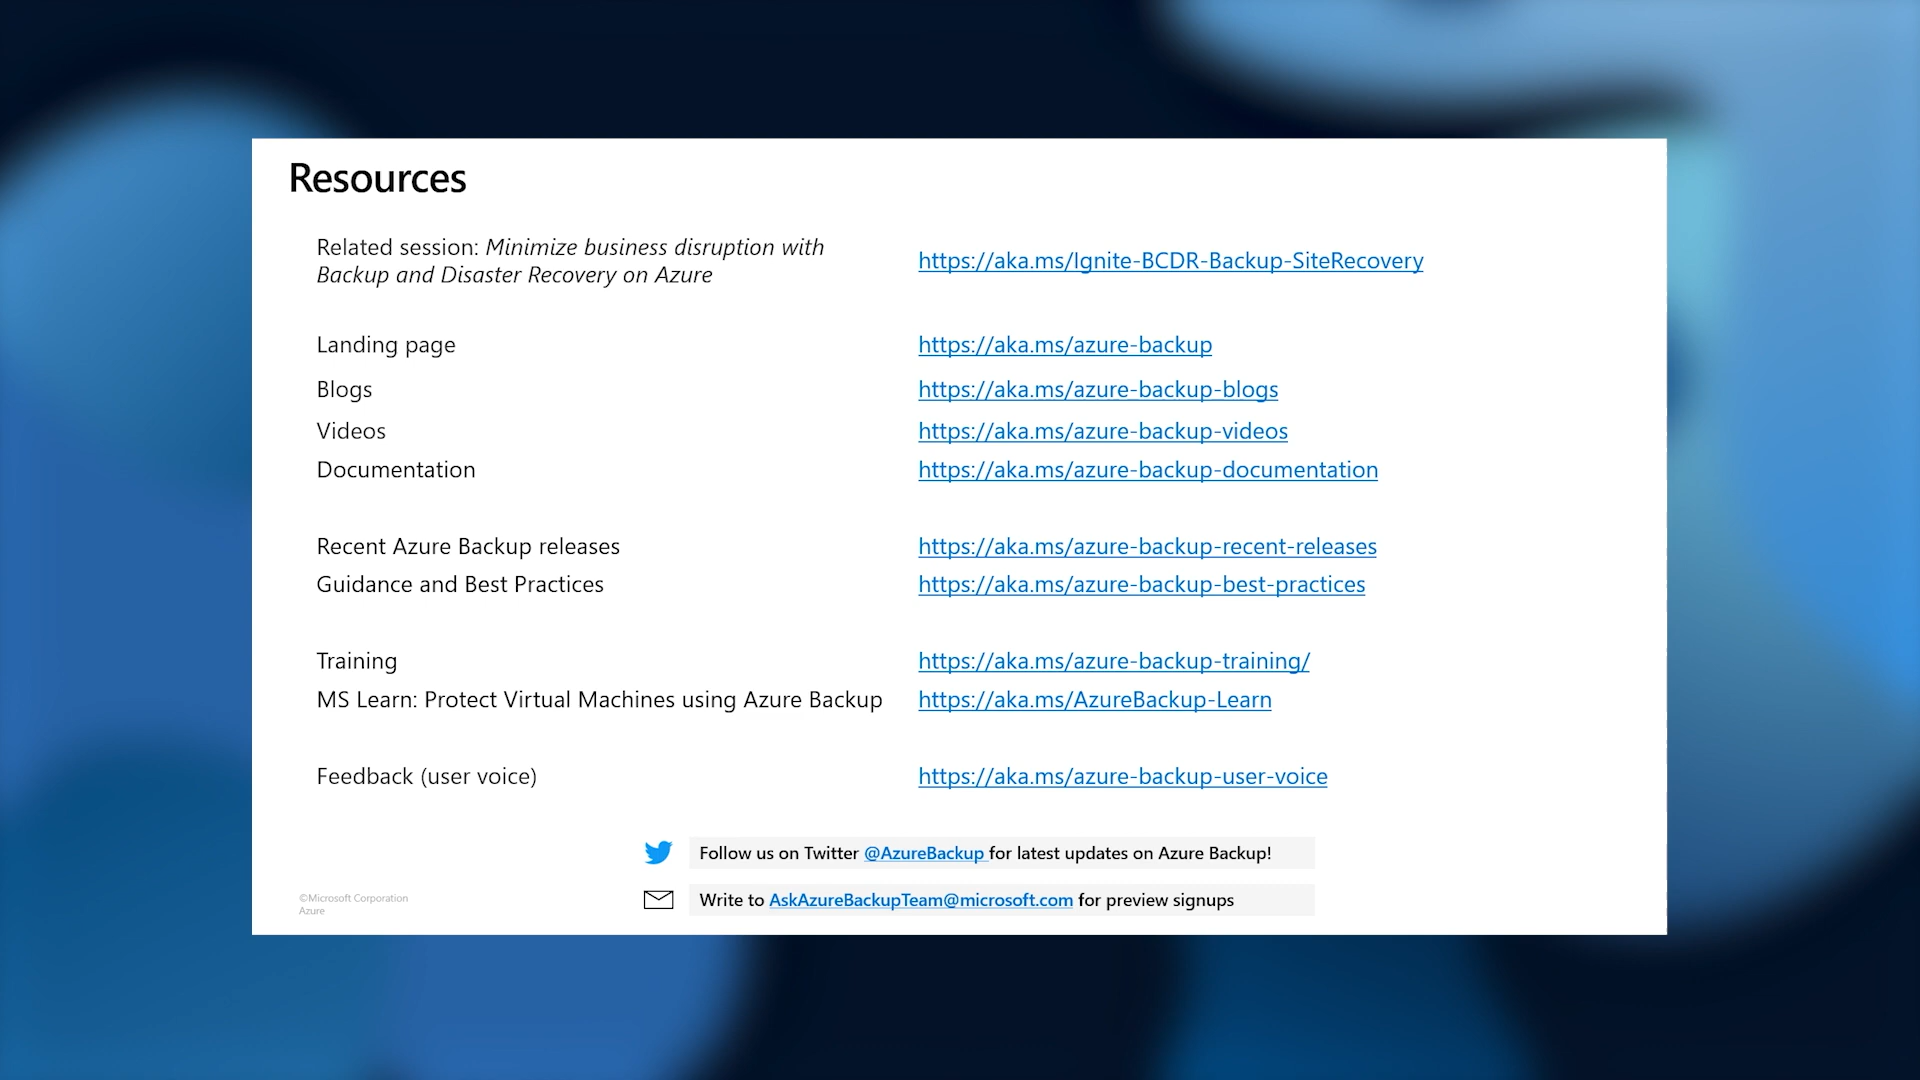 Resources
Related session: Minimize business disruption with
Backup and Disaster Recovery on Azure
https://aka.ms/Ignite-BCDR-Backup-SiteRecovery
Landing page
https://aka.ms/azure-backup
Blogs
https://aka.ms/azure-backup-blogs
Videos
https://aka.ms/azure-backup-videos
Documentation
https://aka.ms/azure-backup-documentation
Recent Azure Backup releases
https://aka.ms/azure-backup-recent-releases
Guidance and Best Practices
https://aka.ms/azure-backup-best-practices
Training
https://aka.ms/azure-backup-training/
MS Learn: Protect Virtual Machines using Azure Backup
https://aka.ms/AzureBackup-Learn
Feedback (user voice)
https://aka.ms/azure-backup-user-voice
Follow us on Twitter @AzureBackup for latest updates on Azure Backup!
Write to AskAzureBackupTeam@microsoft.com for preview signups
©Microsoft Corporation
Azure